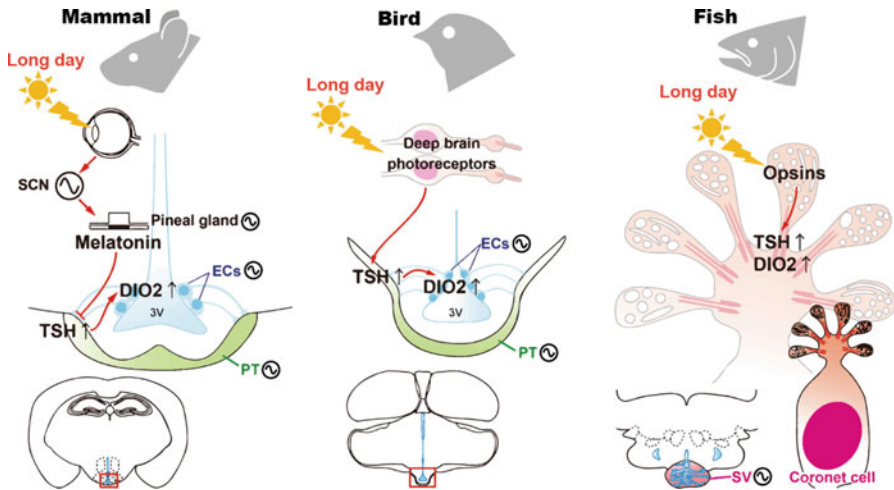 Mammal
Long day
SCN
Pineal gland
Melatonin
ECs
DIO2 ↑
3V
TSH ↑
PT
Bird
Long day
Deep brain
photoreceptors
ECs
TSH ↑
DIO2 ↑
3V
PT
Fish
Long day
Opsins
TSH ↑
DIO2 ↑
SV
Coronet cell